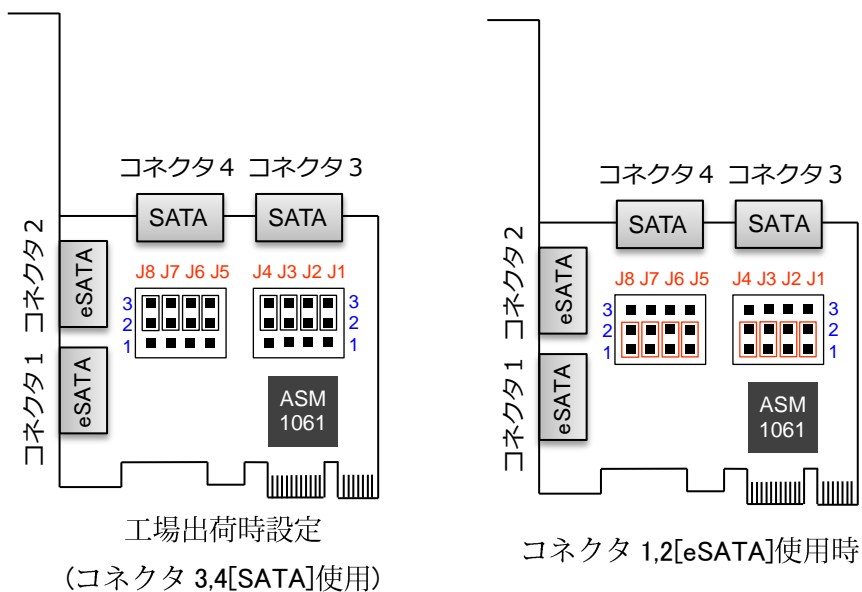 コネクタ4 コネクタ3
SATA SATA
コネクタ2
eSATA
J8 J7 J6 J5
J4 J3 J2 J1
3
2
1
3
2
1
コネクタ1
eSATA
ASM
1061
工場出荷時設定
(コネクタ 3,4[SATA]使用)
コネクタ4 コネクタ3
SATA SATA
コネクタ2
eSATA
J8 J7 J6 J5
J4 J3 J2 J1
3
2
1
3
2
1
コネクタ1
eSATA
ASM
1061
コネクタ 1,2[eSATA]使用時